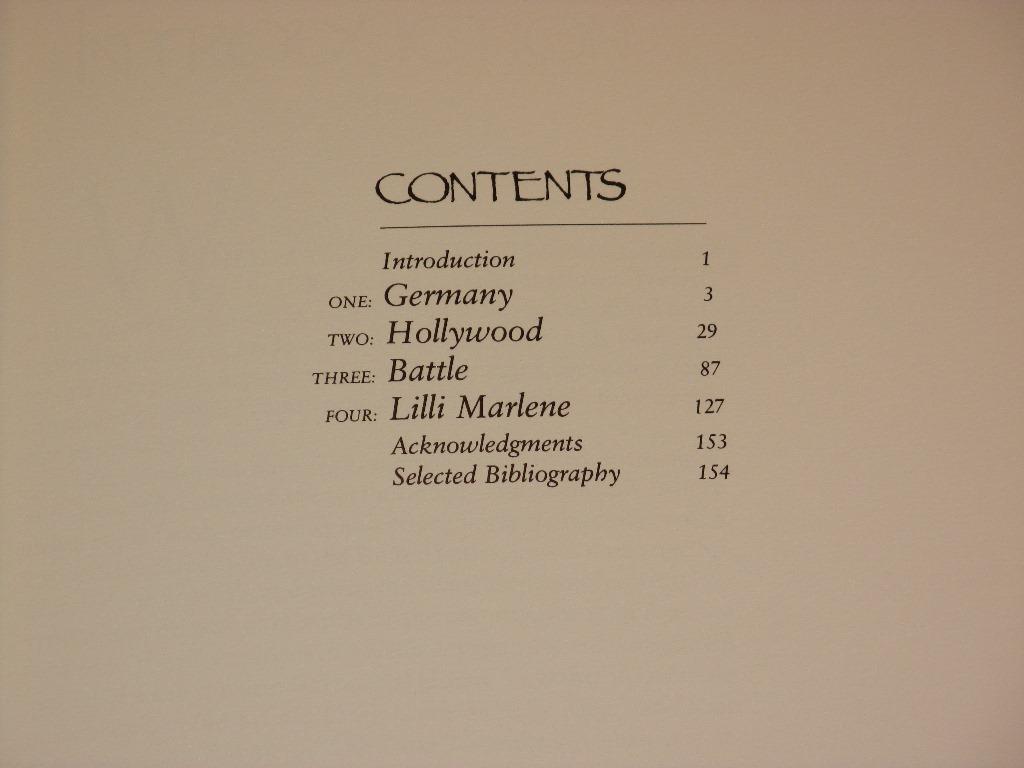 CONTENTS
Introduction 1
ONE: Germany 3
TWO: Hollywood 29
THREE: Battle 87
FOUR: Lilli Marlene 127
Acknowledgments 153
Selected Bibliography 154